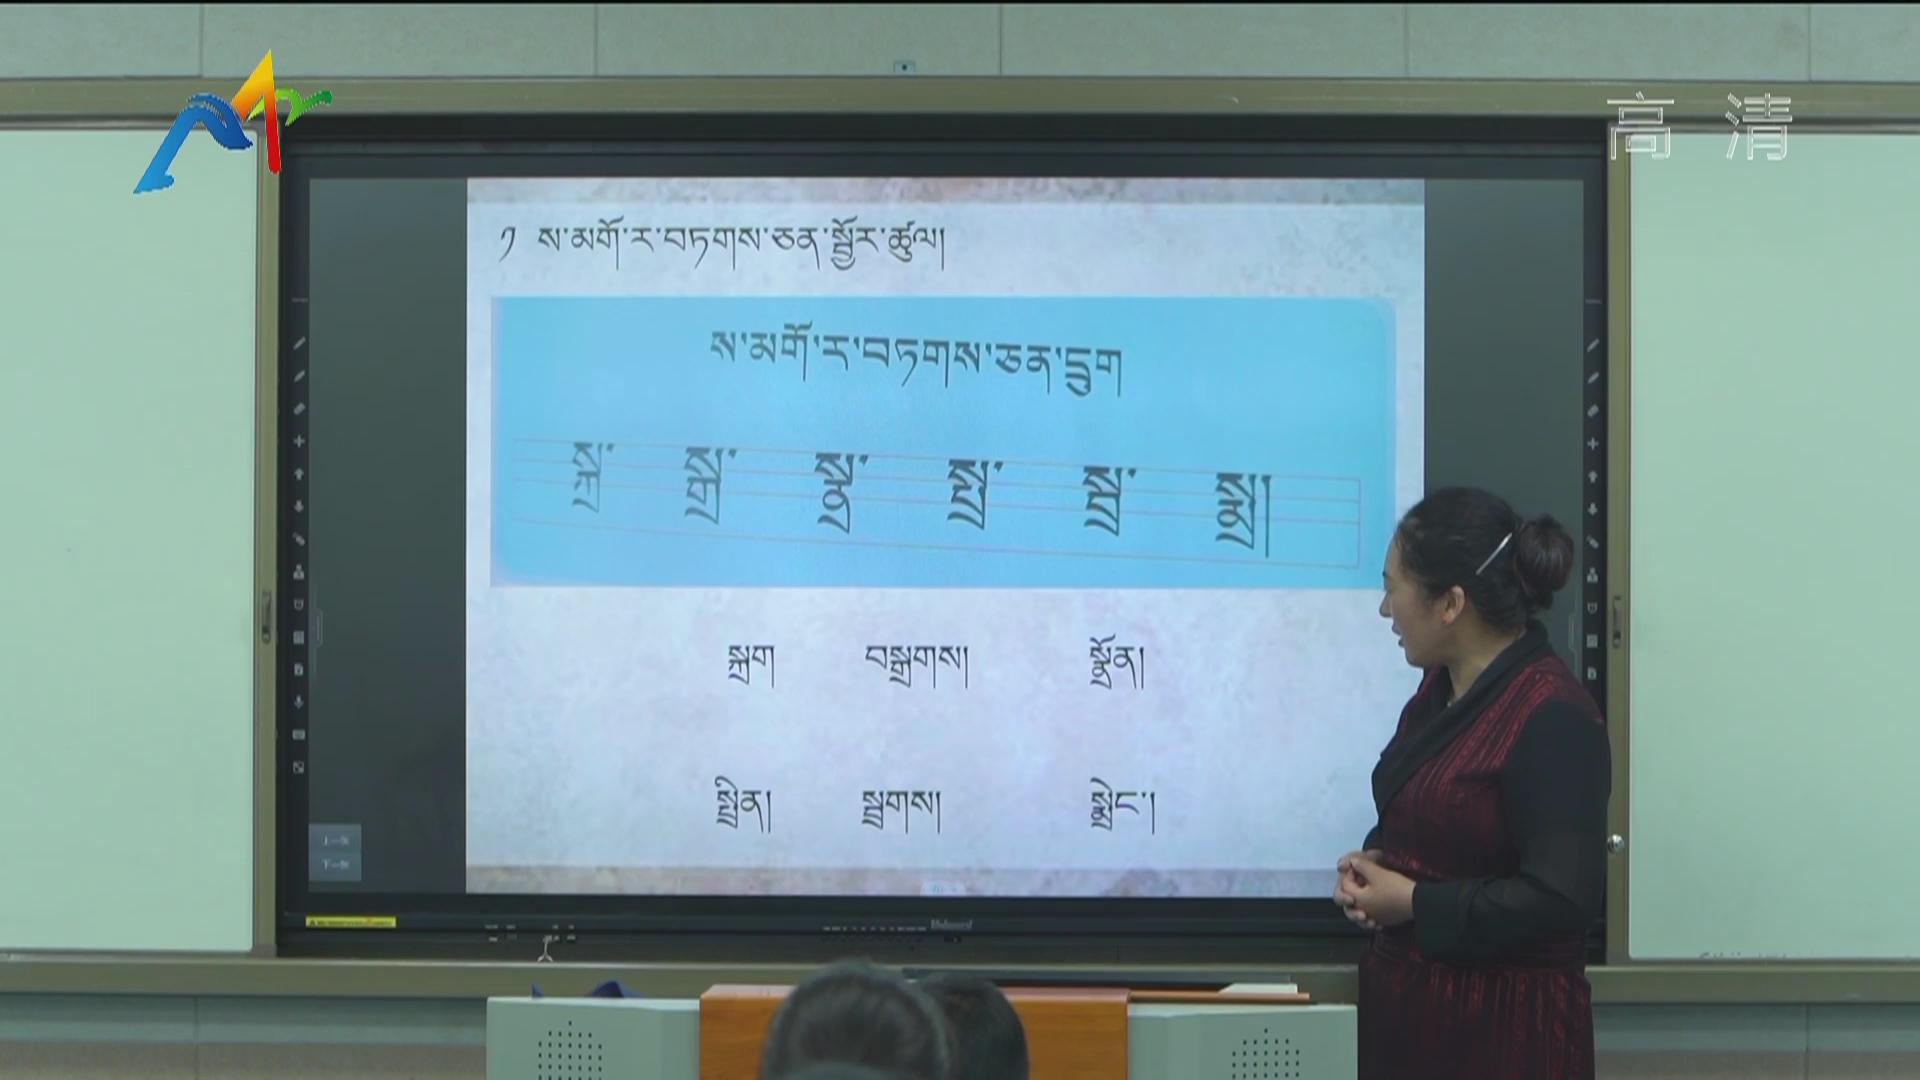 高清
༡ ས་མགོ་ར་བཏགས་ཅན་སྦྱོར་ཚུལ།
ས་མགོ་ར་བཏགས་ཅན་དྲུག
སྐྲ་ སྒྲ་ སྣྲ་ སྤྲ་ སྦྲ་ སྨྲ།
སྐྲག བསྒྲགས། སྣྲོན།
སྤྲིན། སྦྲགས། སྨྲེང་།